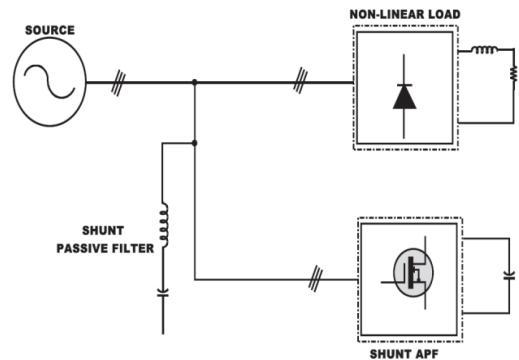 NON-LINEAR LOAD
SOURCE
SHUNT
PASSIVE FILTER
SHUNT APF